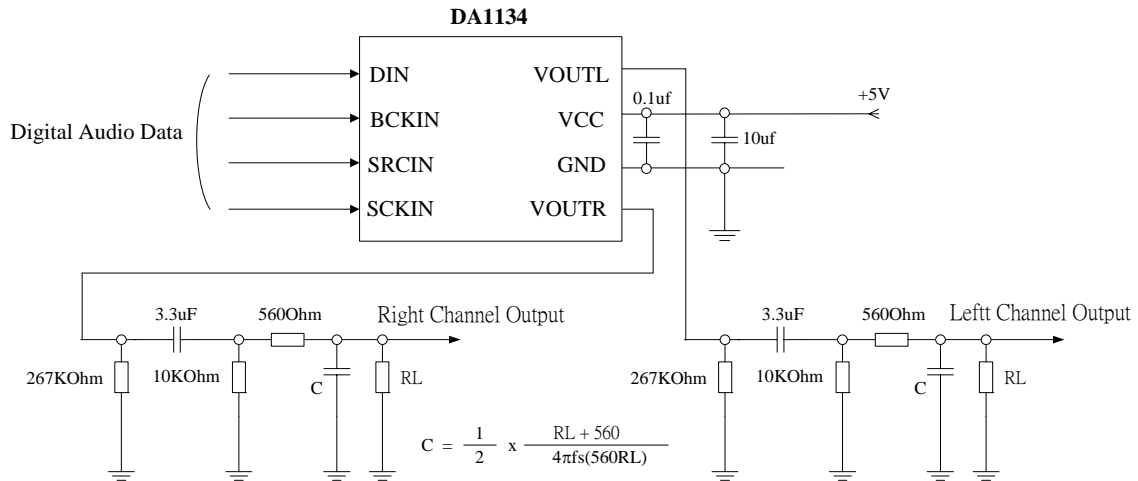 DA1134
DIN
VOUTL
0.1uf
+5V
BCKIN
VCC
10uf
Digital Audio Data
SRCIN
GND
SCKIN
VOUTR
3.3uF
560Ohm
Right Channel Output
3.3uF
560Ohm
Leftt Channel Output
267KOhm
10KOhm
C
RL
267KOhm
10KOhm
C
RL
C = 1/2 x RL + 560 / 4πfs(560RL)